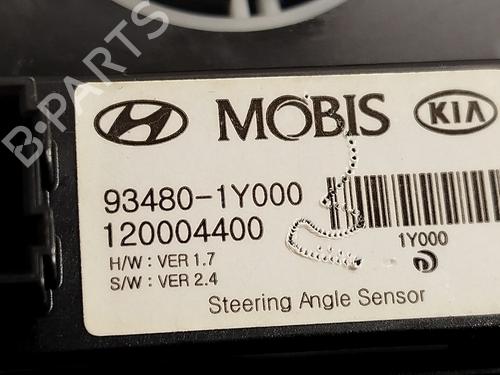 B-PARTS
MOBIS KIA
93480-1Y000
120004400
1Y000
H/W : VER 1.7
S/W : VER 2.4
Steering Angle Sensor